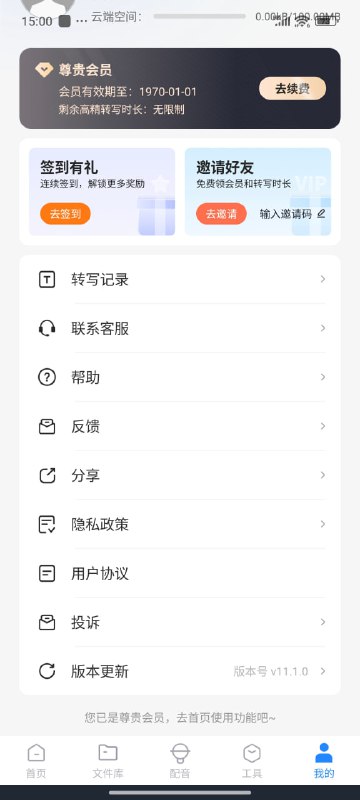 15:00
云端空间：
0.00kB/100.00MB
尊贵会员
会员有效期至：1970-01-01
剩余高精转写时长：无限制
去续费
签到有礼
连续签到，解锁更多奖励
去签到
邀请好友
免费领会员和转写时长
VIP
去邀请
输入邀请码
转写记录
联系客服
帮助
反馈
分享
隐私政策
用户协议
投诉
版本更新
版本号 v11.1.0
您已是尊贵会员，去首页使用功能吧~
首页
文件库
配音
工具
我的